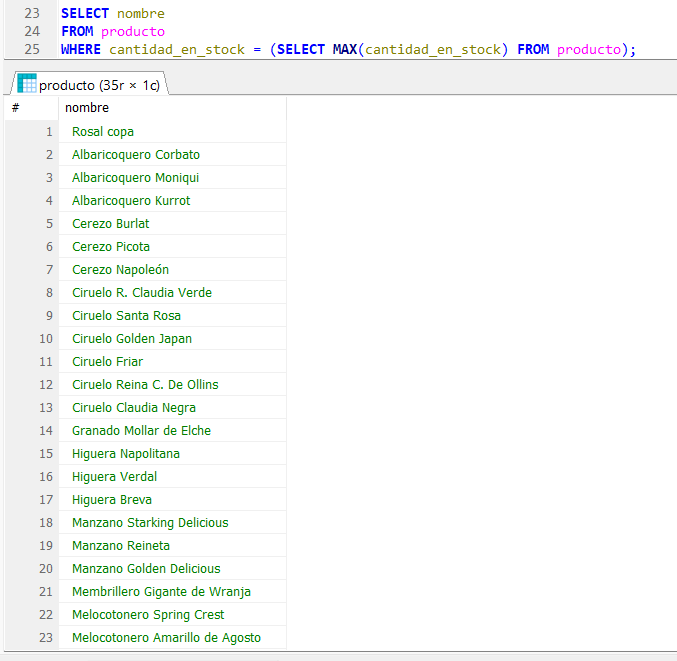 23 SELECT nombre
24 FROM producto
25 WHERE cantidad_en_stock = (SELECT MAX(cantidad_en_stock) FROM producto);
producto (35r × 1c)
# nombre
1 Rosal copa
2 Albaricoquero Corbato
3 Albaricoquero Moniqui
4 Albaricoquero Kurrot
5 Cerezo Burlat
6 Cerezo Picota
7 Cerezo Napoleón
8 Ciruelo R. Claudia Verde
9 Ciruelo Santa Rosa
10 Ciruelo Golden Japan
11 Ciruelo Friar
12 Ciruelo Reina C. De Ollins
13 Ciruelo Claudia Negra
14 Granado Mollar de Elche
15 Higuera Napolitana
16 Higuera Verdal
17 Higuera Breva
18 Manzano Starking Delicious
19 Manzano Reineta
20 Manzano Golden Delicious
21 Membrillero Gigante de Wranja
22 Melocotonero Spring Crest
23 Melocotonero Amarillo de Agosto